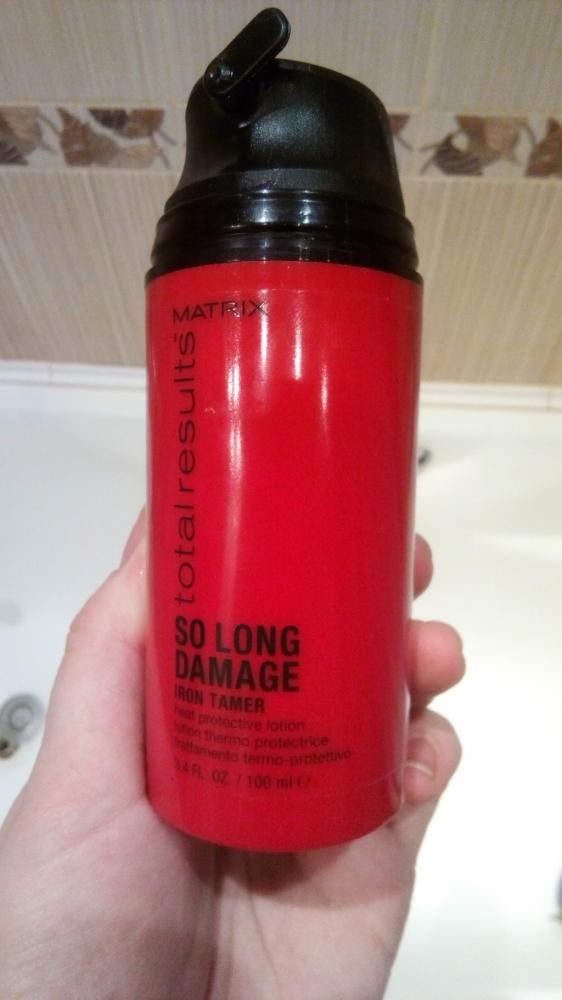 MATRIX
total results
SO LONG
DAMAGE
IRON TAMER
heat protective lotion
lotion thermo protectrice
trattamento termo-protettivo
3.4 FL. OZ. / 100 ml ℮